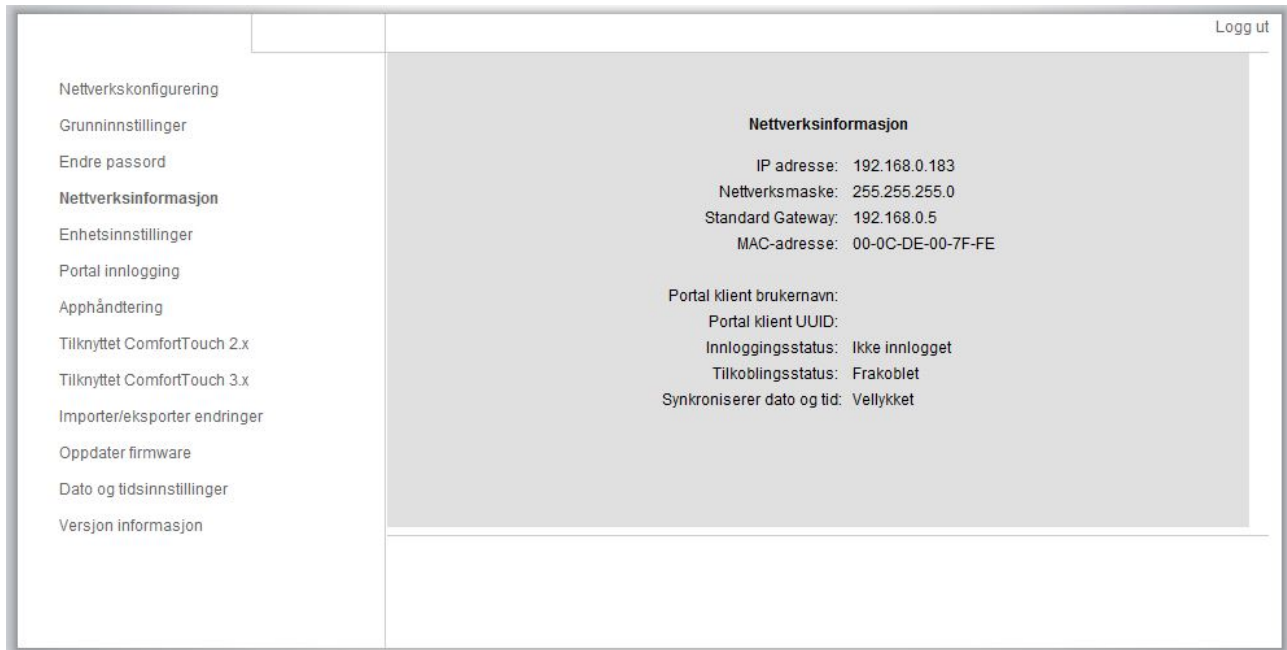 Logg ut
Nettverkskonfigurering
Grunninnstillinger
Endre passord
Nettverksinformasjon
Enhetsinnstillinger
Portal innlogging
Apphåndtering
Tilknyttet ComfortTouch 2.x
Tilknyttet ComfortTouch 3.x
Importer/eksporter endringer
Oppdater firmware
Dato og tidsinnstillinger
Versjon informasjon
Nettverksinformasjon
IP adresse: 192.168.0.183
Nettverksmaske: 255.255.255.0
Standard Gateway: 192.168.0.5
MAC-adresse: 00-0C-DE-00-7F-FE
Portal klient brukernavn:
Portal klient UUID:
Innloggingsstatus: Ikke innlogget
Tilkoblingsstatus: Frakoblet
Synkroniserer dato og tid: Vellykket